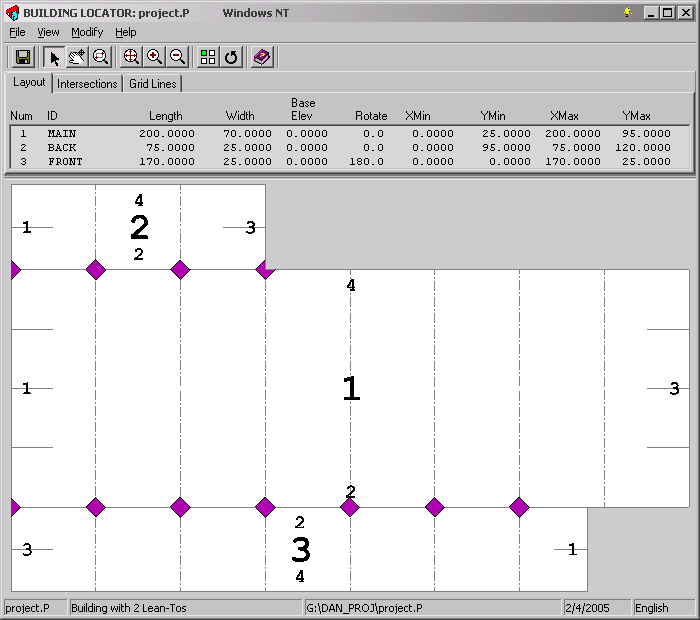 BUILDING LOCATOR: project.P Windows NT
File View Modify Help
Layout Intersections Grid Lines
Num ID Length Width Base Elev Rotate XMin YMin XMax YMax
1 MAIN 200.0000 70.0000 0.0000 0.0 0.0000 25.0000 200.0000 95.0000
2 BACK 75.0000 25.0000 0.0000 0.0 0.0000 95.0000 75.0000 120.0000
3 FRONT 170.0000 25.0000 0.0000 180.0 0.0000 0.0000 170.0000 25.0000
4
1 2 3
2
4
1 1 3
2
2
3 3 1
4
project.P Building with 2 Lean-Tos G:\DAN_PROJ\project.P 2/4/2005 English